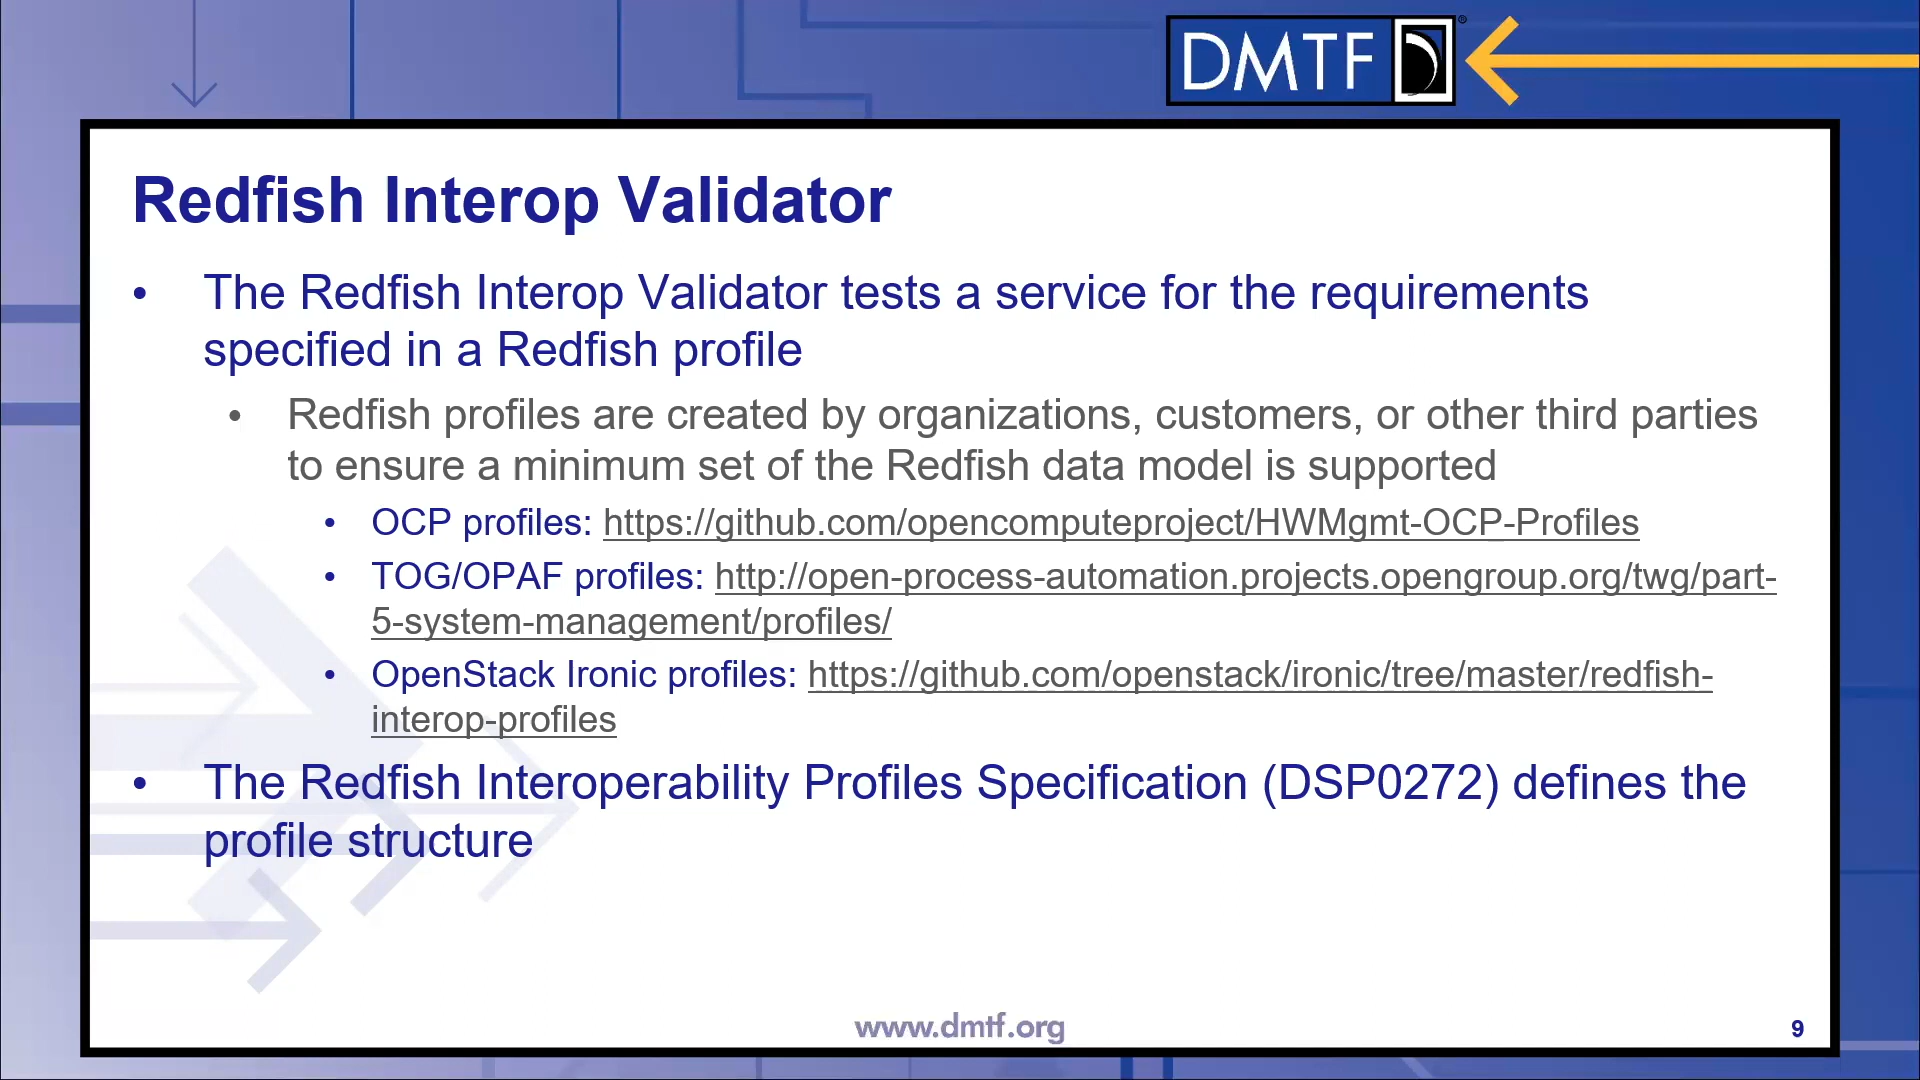 DMTF
®
Redfish Interop Validator
• The Redfish Interop Validator tests a service for the requirements
specified in a Redfish profile
• Redfish profiles are created by organizations, customers, or other third parties
to ensure a minimum set of the Redfish data model is supported
• OCP profiles: https://github.com/opencomputeproject/HWMgmt-OCP-Profiles
• TOG/OPAF profiles: http://open-process-automation.projects.opengroup.org/twg/part-
5-system-management/profiles/
• OpenStack Ironic profiles: https://github.com/openstack/ironic/tree/master/redfish-
interop-profiles
• The Redfish Interoperability Profiles Specification (DSP0272) defines the
profile structure
www.dmtf.org
9